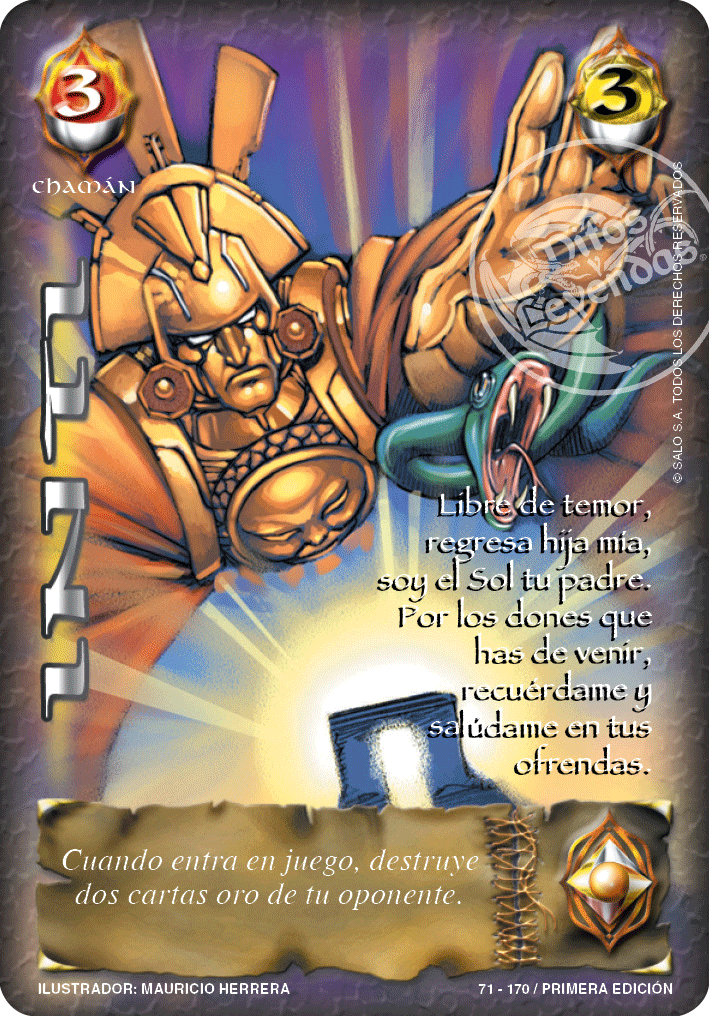 3
3
CHAMÁN
INTI
Mitos
y
Leyendas
®
© SALO S.A. TODOS LOS DERECHOS RESERVADOS
Libre de temor,
regresa hija mía,
soy el Sol tu padre.
Por los dones que
has de venir,
recuérdame y
salúdame en tus
ofrendas.
Cuando entra en juego, destruye
dos cartas oro de tu oponente.
ILUSTRADOR: MAURICIO HERRERA
71 - 170 / PRIMERA EDICIÓN